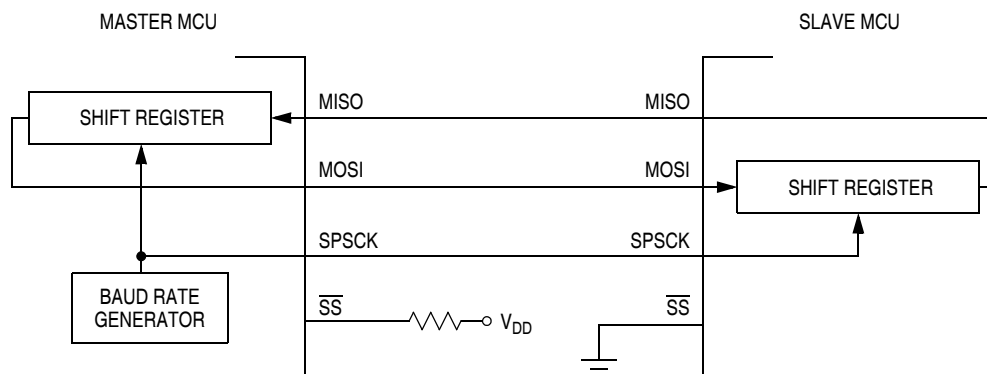 MASTER MCU
SLAVE MCU
SHIFT REGISTER
MISO
MISO
MOSI
MOSI
SHIFT REGISTER
SPSCK
SPSCK
BAUD RATE
GENERATOR
SS
VDD
SS